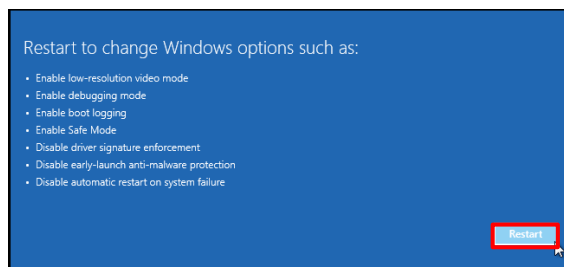 Restart to change Windows options such as:
• Enable low-resolution video mode
• Enable debugging mode
• Enable boot logging
• Enable Safe Mode
• Disable driver signature enforcement
• Disable early-launch anti-malware protection
• Disable automatic restart on system failure
Restart